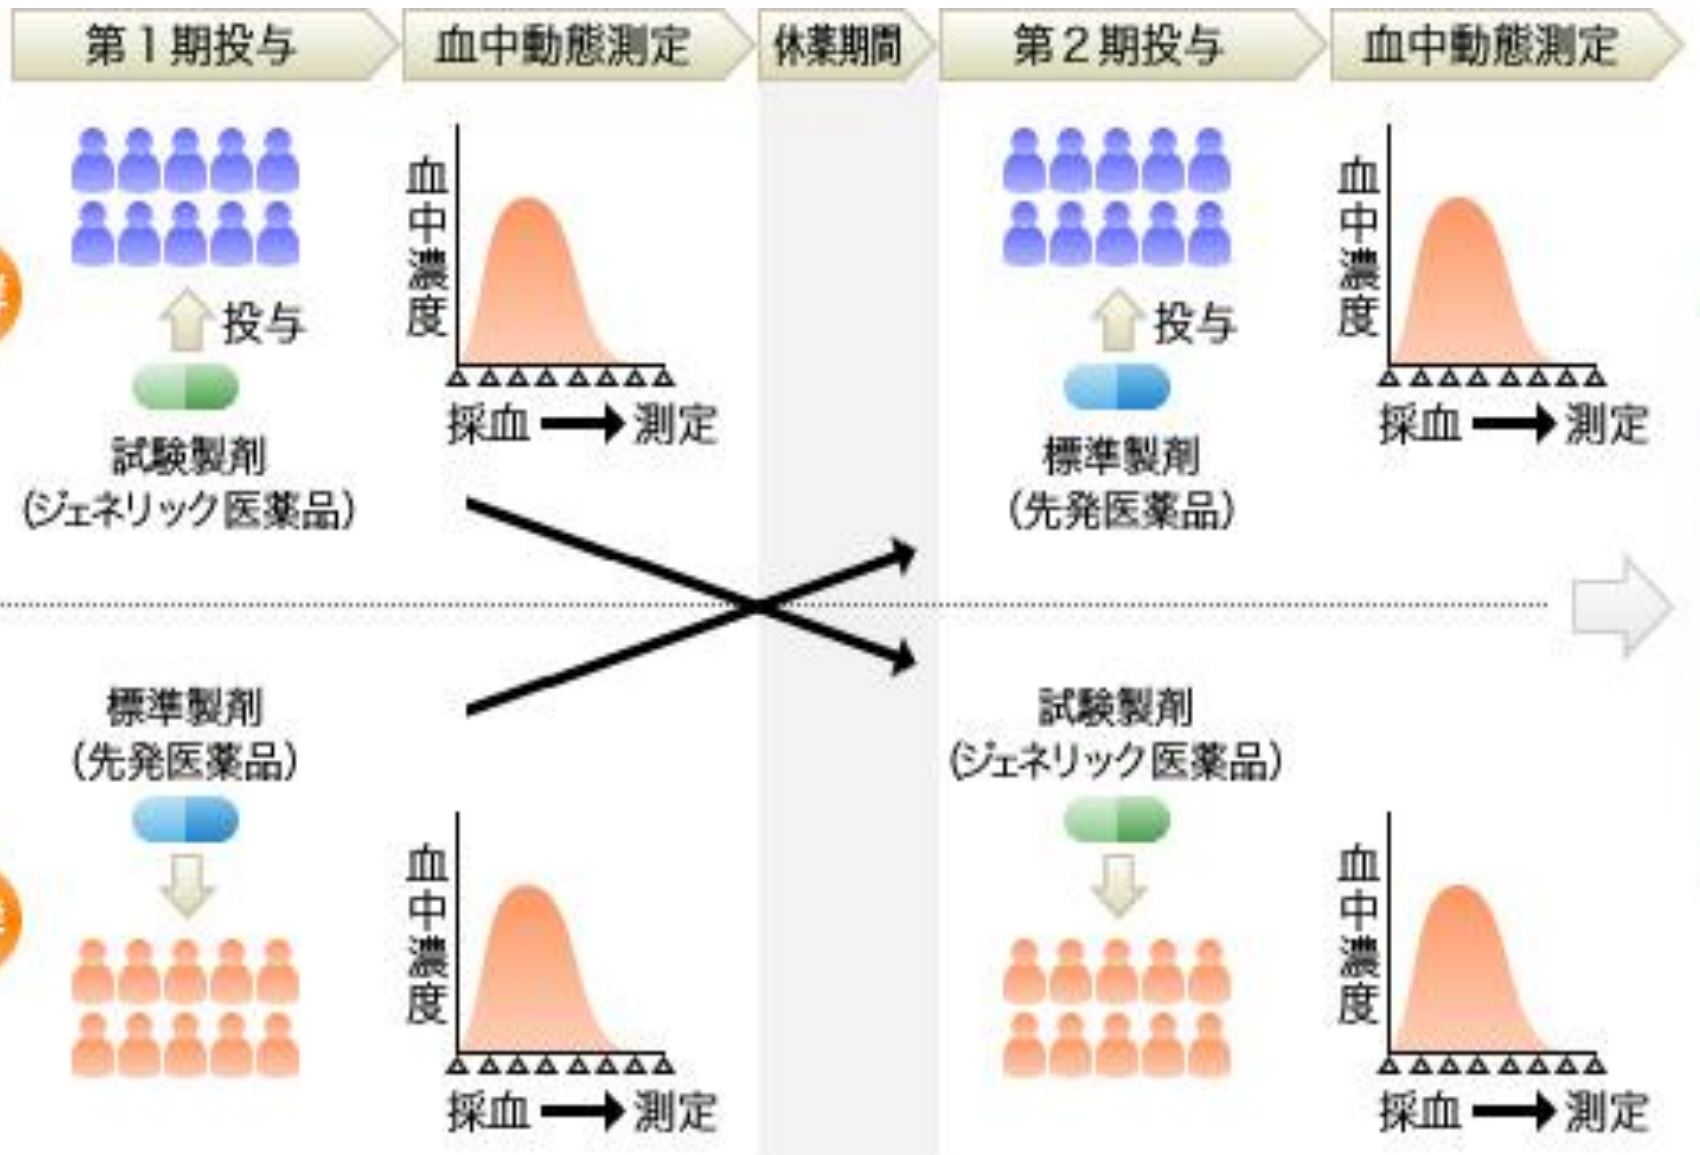 第1期投与
血中動態測定
休薬期間
第2期投与
血中動態測定
血中濃度
投与
試験製剤
(ジェネリック医薬品)
採血 測定
投与
標準製剤
(先発医薬品)
血中濃度
採血 測定
標準製剤
(先発医薬品)
血中濃度
採血 測定
試験製剤
(ジェネリック医薬品)
血中濃度
採血 測定